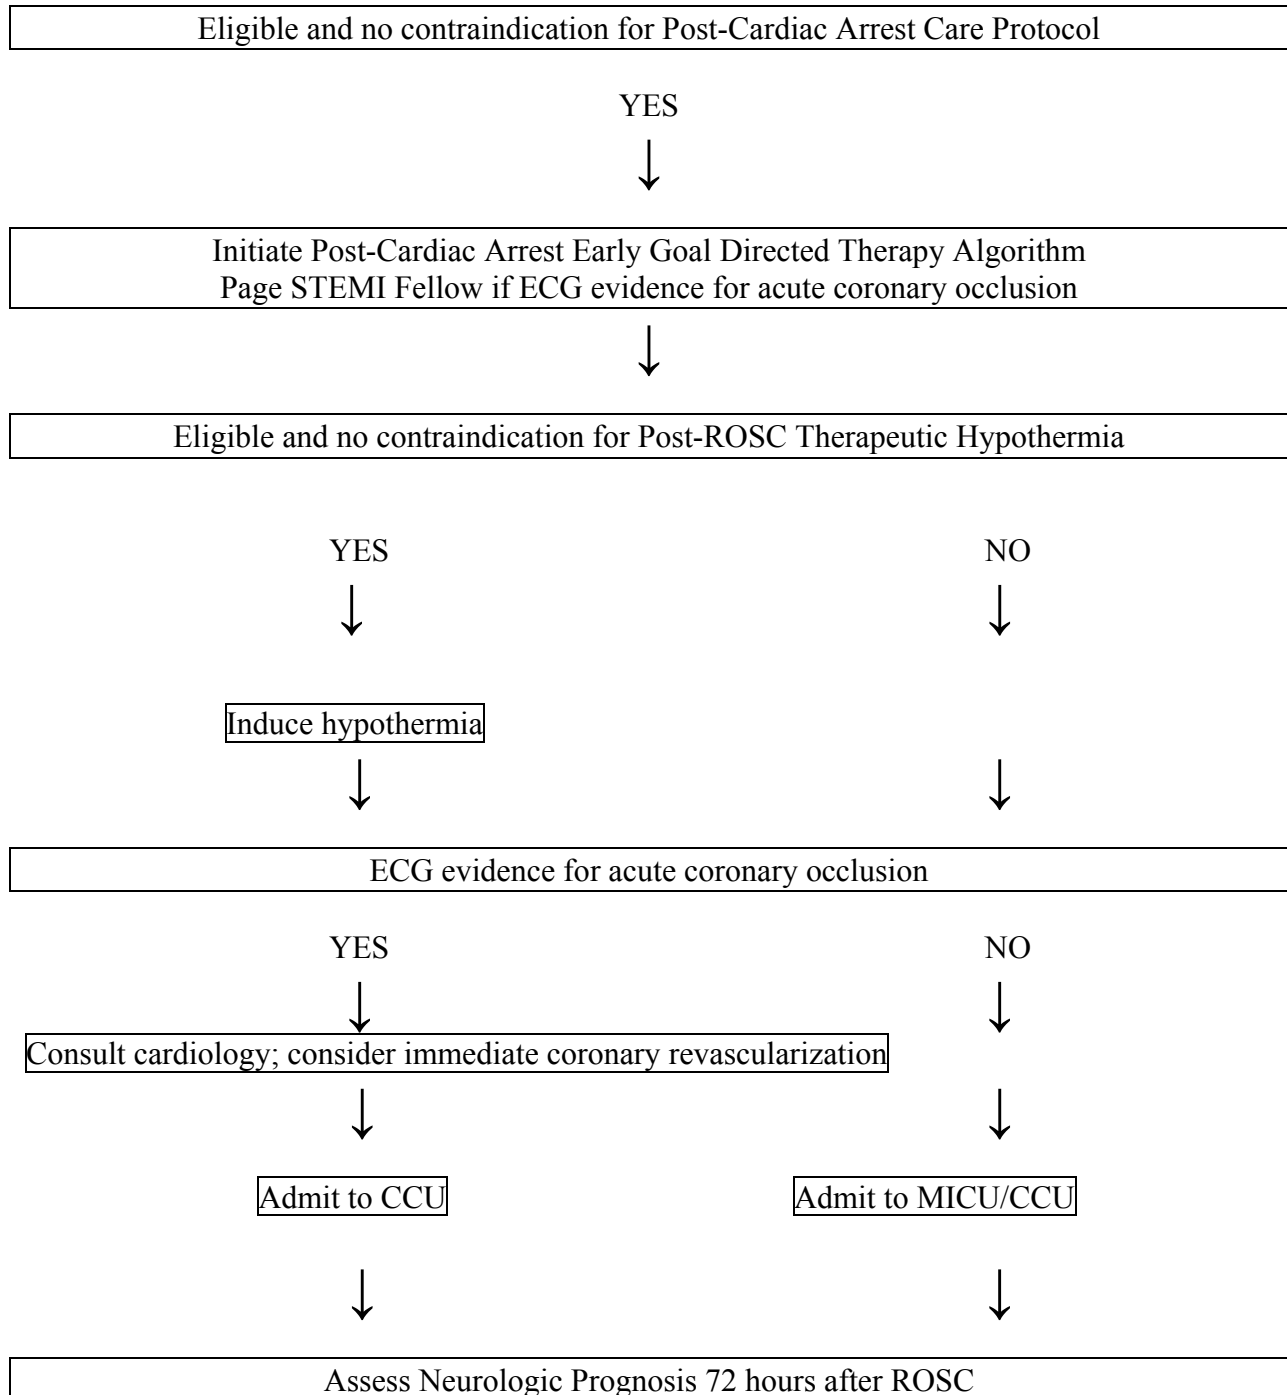 Eligible and no contraindication for Post-Cardiac Arrest Care Protocol
YES
Initiate Post-Cardiac Arrest Early Goal Directed Therapy Algorithm
Page STEMI Fellow if ECG evidence for acute coronary occlusion
Eligible and no contraindication for Post-ROSC Therapeutic Hypothermia
YES
NO
Induce hypothermia
ECG evidence for acute coronary occlusion
YES
NO
Consult cardiology; consider immediate coronary revascularization
Admit to CCU
Admit to MICU/CCU
Assess Neurologic Prognosis 72 hours after ROSC